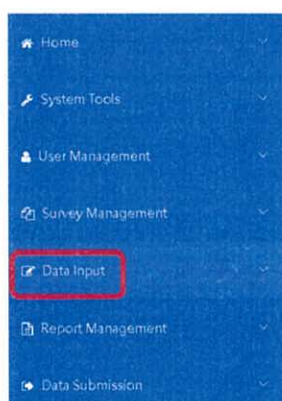 Home
System Tools
User Management
Survey Management
Data Input
Report Management
Data Submission